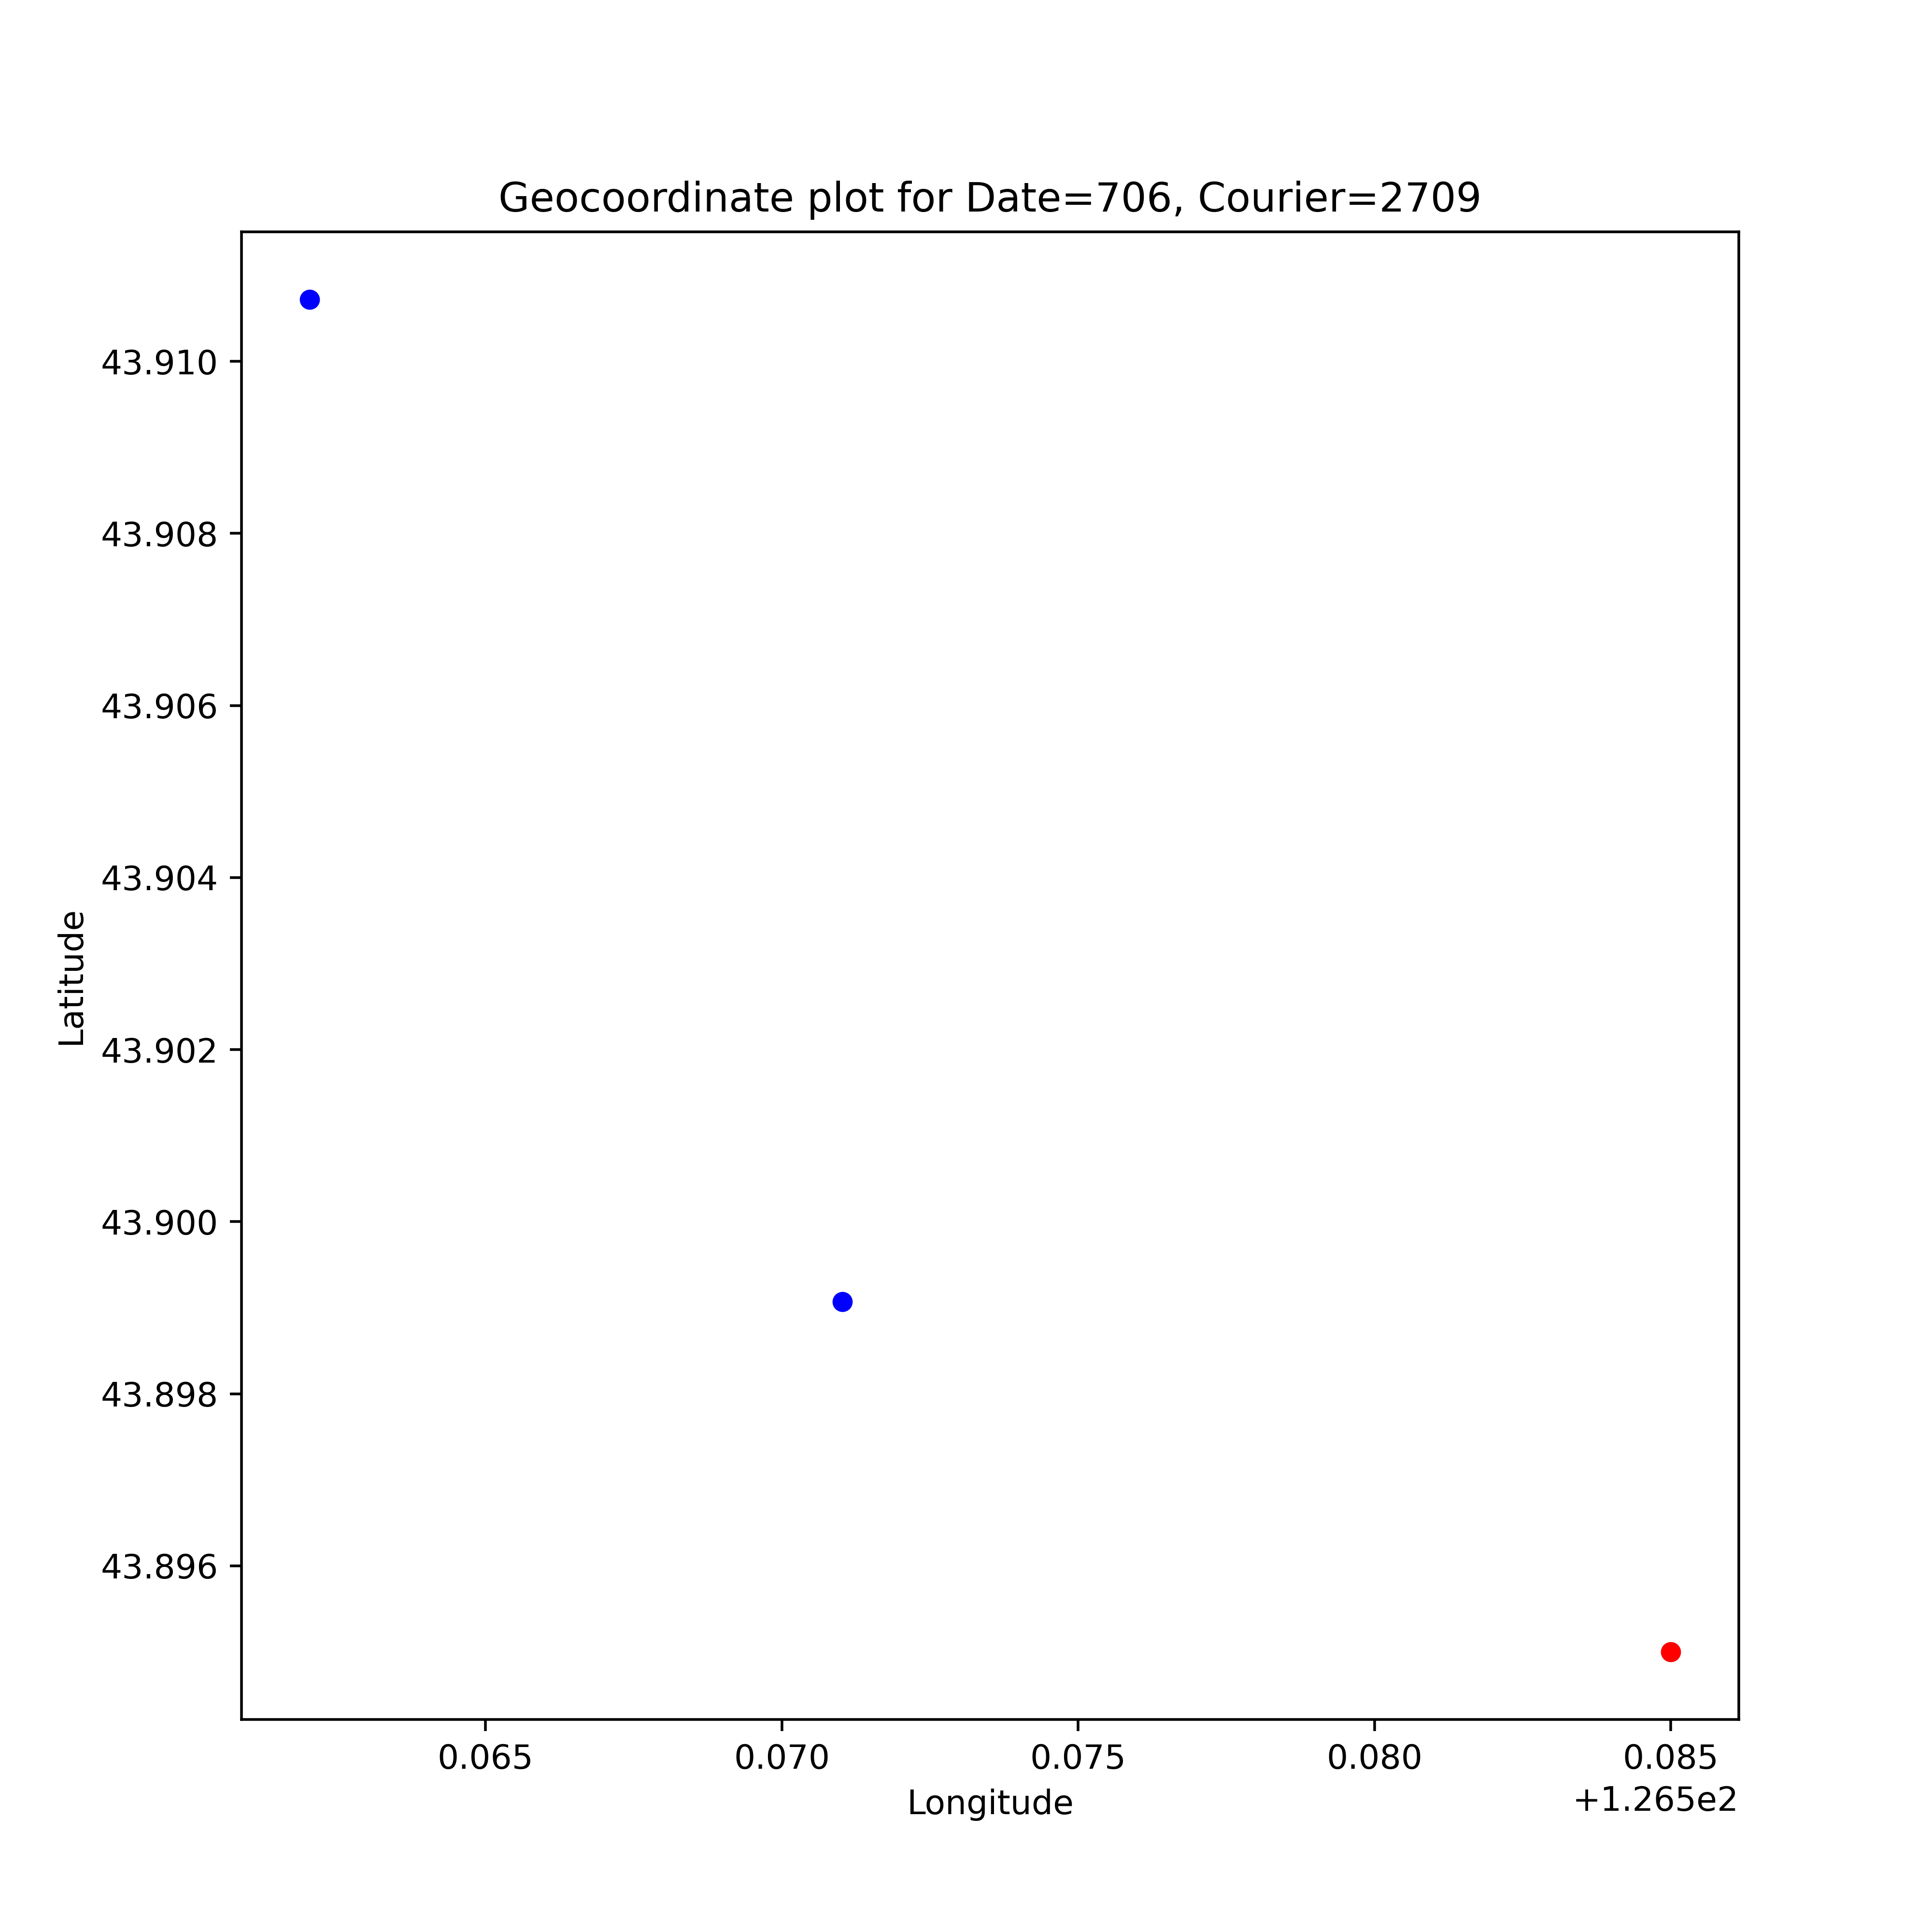 Geocoordinate plot for Date=706, Courier=2709
43.910
43.908
43.906
43.904
43.902
43.900
43.898
43.896
Latitude
0.065 0.070 0.075 0.080 0.085
+1.265e2
Longitude